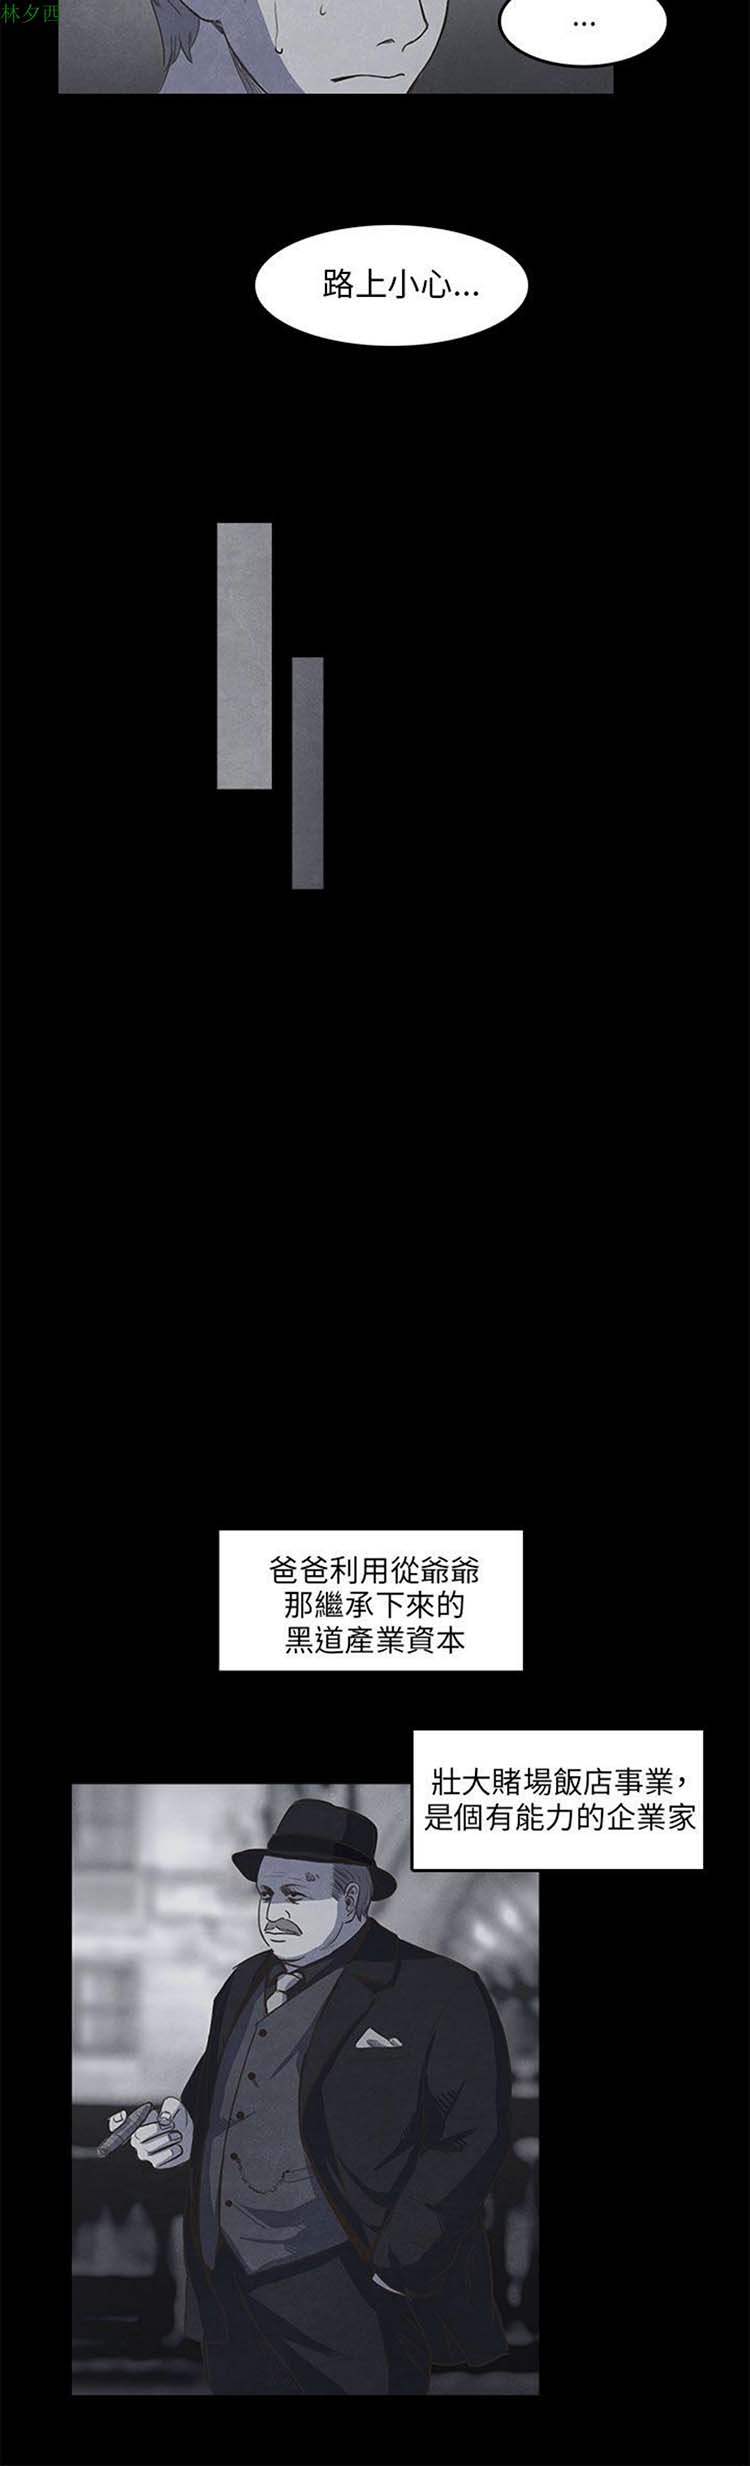 林夕西
...
路上小心...
爸爸利用從爺爺
那繼承下來的
黑道產業資本
壯大賭場飯店事業，
是個有能力的企業家